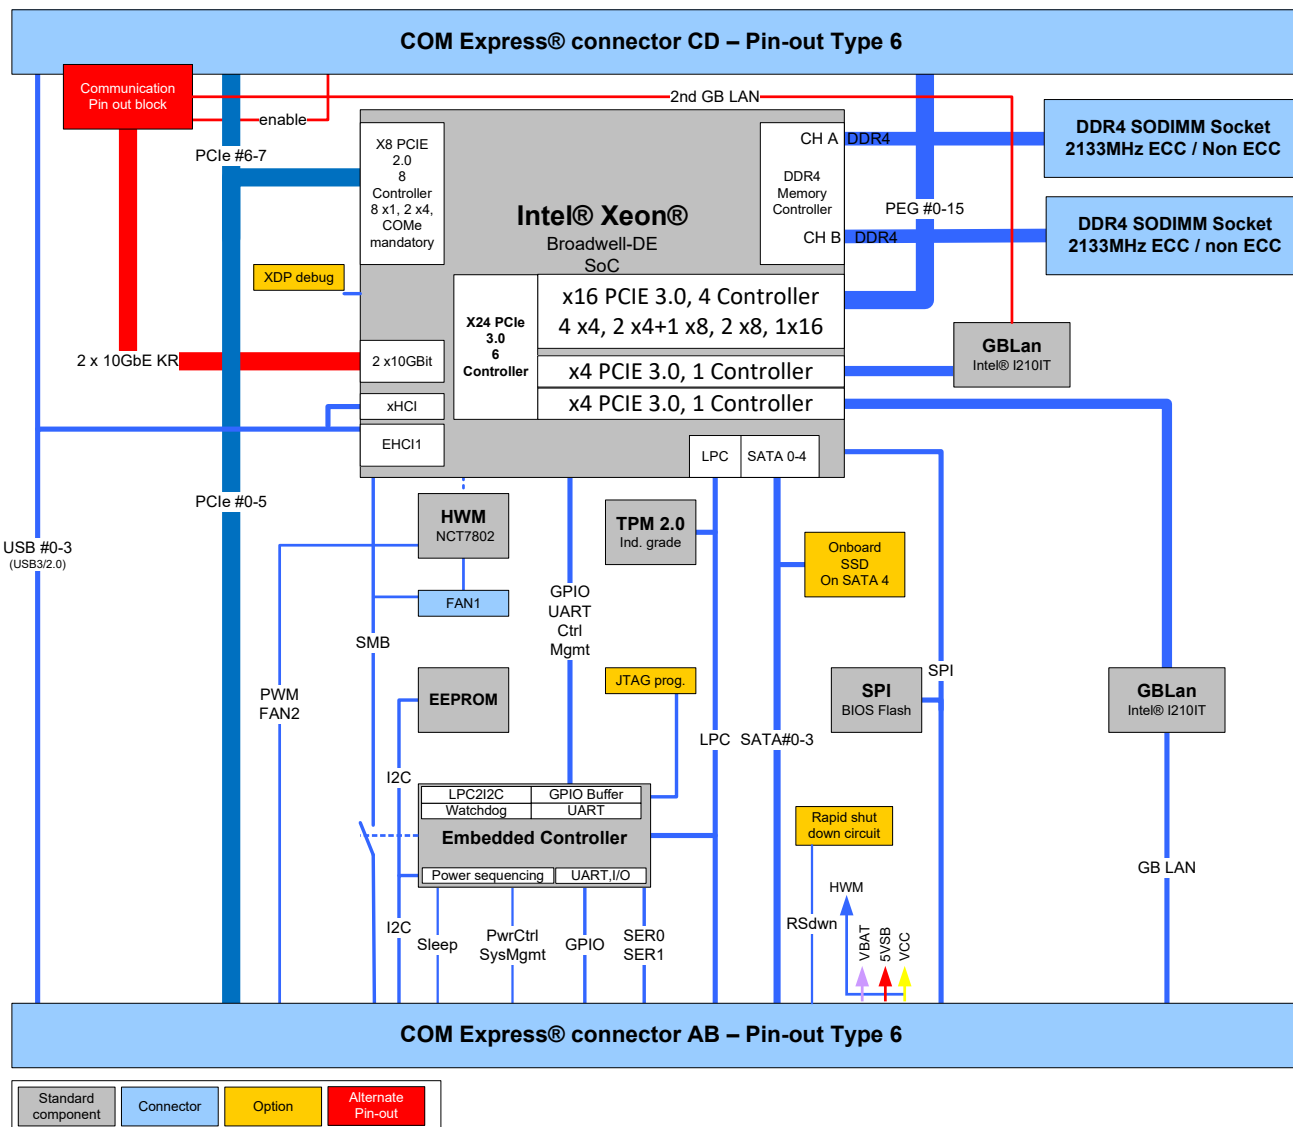 COM Express® connector CD – Pin-out Type 6
Communication
Pin out block
enable
2nd GB LAN
PCIe #6-7
X8 PCIE
2.0
8
Controller
8 x1, 2 x4,
COMe
mandatory
Intel® Xeon®
Broadwell-DE
SoC
CH A
DDR4
DDR4
Memory
Controller
CH B
DDR4
PEG #0-15
DDR4 SODIMM Socket
2133MHz ECC / Non ECC
DDR4 SODIMM Socket
2133MHz ECC / non ECC
XDP debug
X24 PCIe
3.0
6
Controller
x16 PCIE 3.0, 4 Controller
4 x4, 2 x4+1 x8, 2 x8, 1x16
x4 PCIE 3.0, 1 Controller
x4 PCIE 3.0, 1 Controller
GBLan
Intel® I210IT
2 x 10GbE KR
2 x10GBit
xHCI
EHCI1
LPC
SATA 0-4
PCIe #0-5
USB #0-3
(USB3/2.0)
HWM
NCT7802
FAN1
TPM 2.0
Ind. grade
Onboard
SSD
On SATA 4
GPIO
UART
Ctrl
Mgmt
SMB
PWM
FAN2
EEPROM
JTAG prog.
SPI
BIOS Flash
SPI
GBLan
Intel® I210IT
LPC
SATA#0-3
I2C
LPC2I2C
GPIO Buffer
Watchdog
UART
Embedded Controller
Power sequencing
UART,I/O
Rapid shut
down circuit
GB LAN
HWM
RSdwn
VBAT
5VSB
VCC
I2C
Sleep
PwrCtrl
SysMgmt
GPIO
SER0
SER1
COM Express® connector AB – Pin-out Type 6
Standard
component
Connector
Option
Alternate
Pin-out